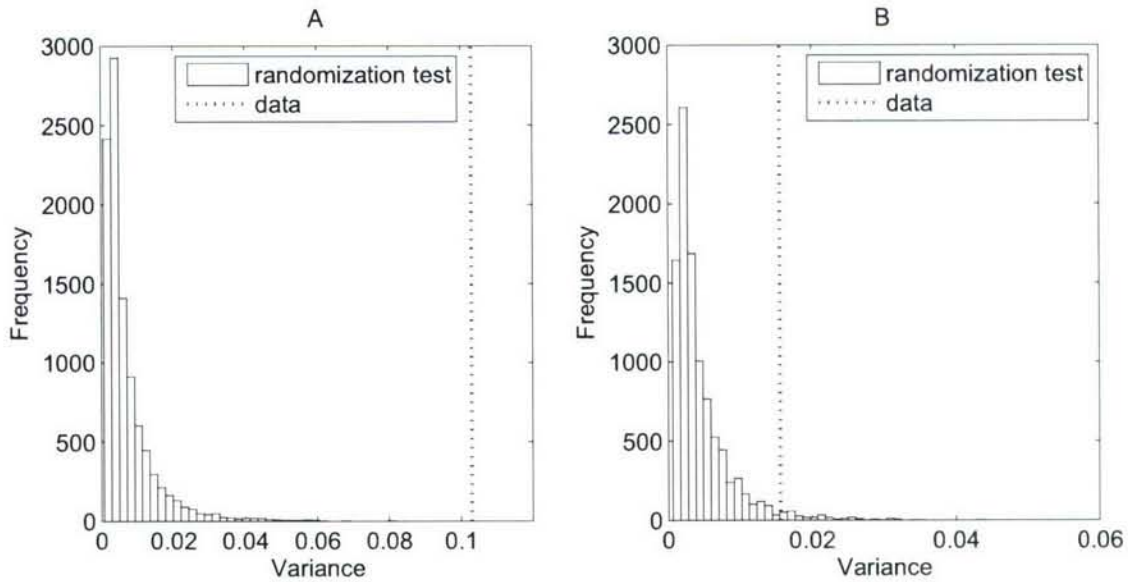 A
3000
2500
2000
1500
1000
500
0
Frequency
0 0.02 0.04 0.06 0.08 0.1
Variance
randomization test
data
B
3000
2500
2000
1500
1000
500
0
Frequency
0 0.02 0.04 0.06
Variance
randomization test
data